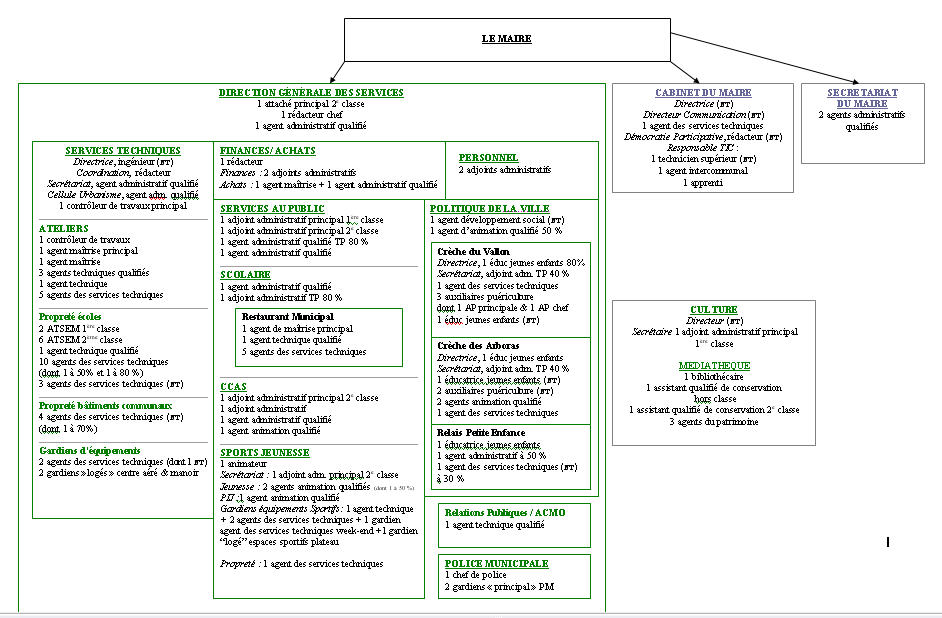 LE MAIRE
DIRECTION GÉNÉRALE DES SERVICES
1 attaché principal 2° classe
1 rédacteur chef
1 agent administratif qualifié
CABINET DU MAIRE
Directrice (NT)
Directeur Communication (NT)
1 agent des services techniques
Démocratie Participative, rédacteur (NT)
Responsable TIC :
1 technicien supérieur (NT)
1 agent intercommunal
1 apprenti
SECRETARIAT
DU MAIRE
2 agents administratifs
qualifiés
SERVICES TECHNIQUES
Directrice, ingénieur (NT)
Coordination, rédacteur
Secrétariat, agent administratif qualifié
Cellule Urbanisme, agent adm. qualifié
1 contrôleur de travaux principal
ATELIERS
1 contrôleur de travaux
1 agent maîtrise principal
1 agent maîtrise
3 agents techniques qualifiés
1 agent technique
5 agents des services techniques
Propreté écoles
2 ATSEM 1ère classe
6 ATSEM 2ème classe
1 agent technique qualifié
10 agents des services techniques
(dont 1 à 50% et 1 à 80 %)
3 agents des services techniques (NT)
Propreté bâtiments communaux
4 agents des services techniques (NT)
(dont 1 à 70%)
Gardiens d'équipements
2 agents des services techniques (dont 1 NT)
2 gardiens »logés » centre aéré & manoir
FINANCES/ ACHATS
1 rédacteur
Finances : 2 adjoints administratifs
Achats : 1 agent maîtrise + 1 agent administratif qualifié
PERSONNEL
2 adjoints administratifs
SERVICES AU PUBLIC
1 adjoint administratif principal 1ère classe
1 adjoint administratif principal 2° classe
1 agent administratif qualifié TP 80 %
1 agent administratif qualifié
SCOLAIRE
1 agent administratif qualifié
1 adjoint administratif TP 80 %
Restaurant Municipal
1 agent de maîtrise principal
1 agent technique qualifié
5 agents des services techniques
CCAS
1 adjoint administratif principal 2° classe
1 adjoint administratif
1 agent administratif qualifié
1 agent animation qualifié
SPORTS JEUNESSE
1 animateur
Secrétariat : 1 adjoint adm. principal 2° classe
Jeunesse : 2 agents animation qualifiés (dont 1 à 50 %)
PIJ :1 agent animation qualifié
Gardiens équipements Sportifs : 1 agent technique
+ 2 agents des services techniques + 1 gardien
agent des services techniques week-end +1 gardien
“logé” espaces sportifs plateau
Propreté : 1 agent des services techniques
POLITIQUE DE LA VILLE
1 agent développement social (NT)
1 agent d'animation qualifié 50 %
Crèche du Vallon
Directrice, 1 éduc jeunes enfants 80%
Secrétariat, adjoint adm. TP 40 %
1 agent des services techniques
3 auxiliaires puériculture
dont 1 AP principale & 1 AP chef
1 éduc jeunes enfants (NT)
Crèche des Arboras
Directrice, 1 éduc jeunes enfants
Secrétariat, adjoint adm. TP 40 %
1 éducatrice jeunes enfants (NT)
2 auxiliaires puériculture (NT)
2 agents animation qualifié
1 agent des services techniques
Relais Petite Enfance
1 éducatrice jeunes enfants
1 agent administratif à 50 %
1 agent des services techniques (NT)
à 30 %
Relations Publiques / ACMO
1 agent technique qualifié
POLICE MUNICIPALE
1 chef de police
2 gardiens « principal » PM
CULTURE
Directeur (NT)
Secrétaire 1 adjoint administratif principal
1ère classe
MEDIATHEQUE
1 bibliothécaire
1 assistant qualifié de conservation
hors classe
1 assistant qualifié de conservation 2° classe
3 agents du patrimoine